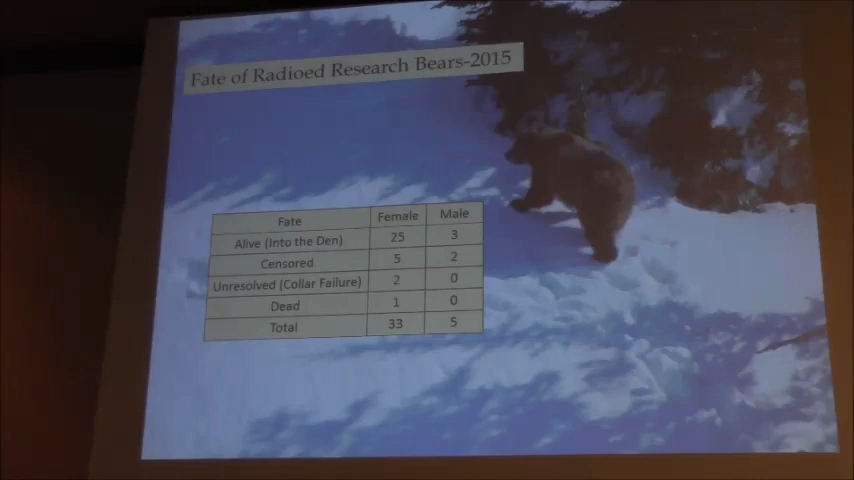 Fate of Radioed Research Bears-2015
Fate Female Male
Alive (Into the Den) 25 3
Censored 5 2
Unresolved (Collar Failure) 2 0
Dead 1 0
Total 33 5